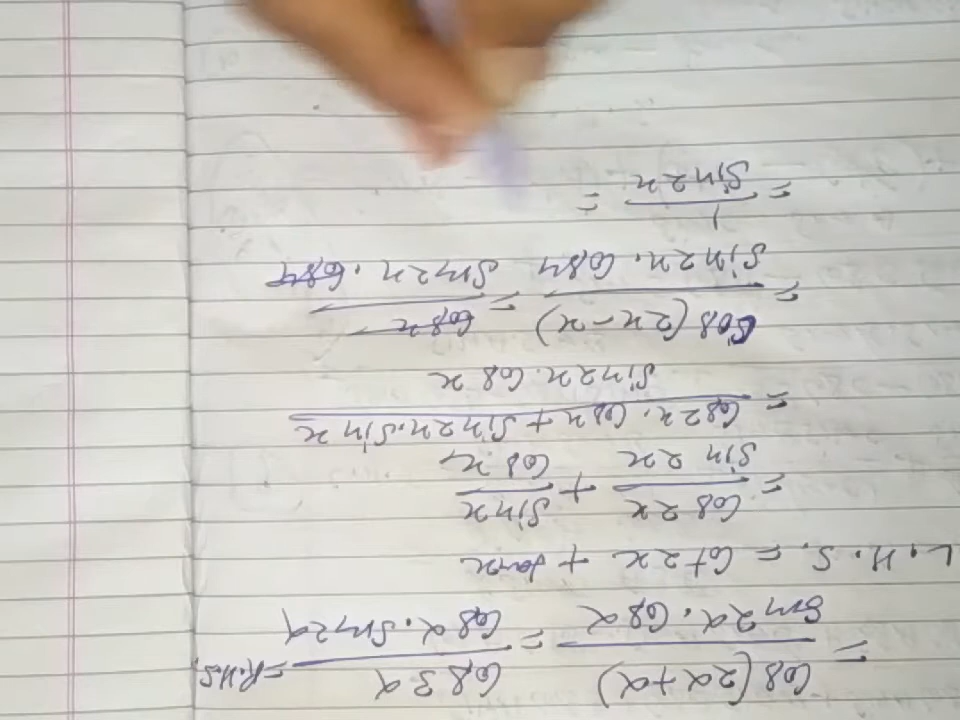 = Cos(2α+α) / Sin2α.Cosα = Cos3α / Cosα.Sin2α = R.H.S.
L.H.S. = Cot2x + tanx
= Cos2x / Sin2x + Sinx / Cosx
= Cos2x.Cosx + Sin2x.Sinx / Sin2x.Cosx
= Cos(2x-x) / Sin2x.Cosx = Cosx / Sin2x.Cosx
= 1 / Sin2x =